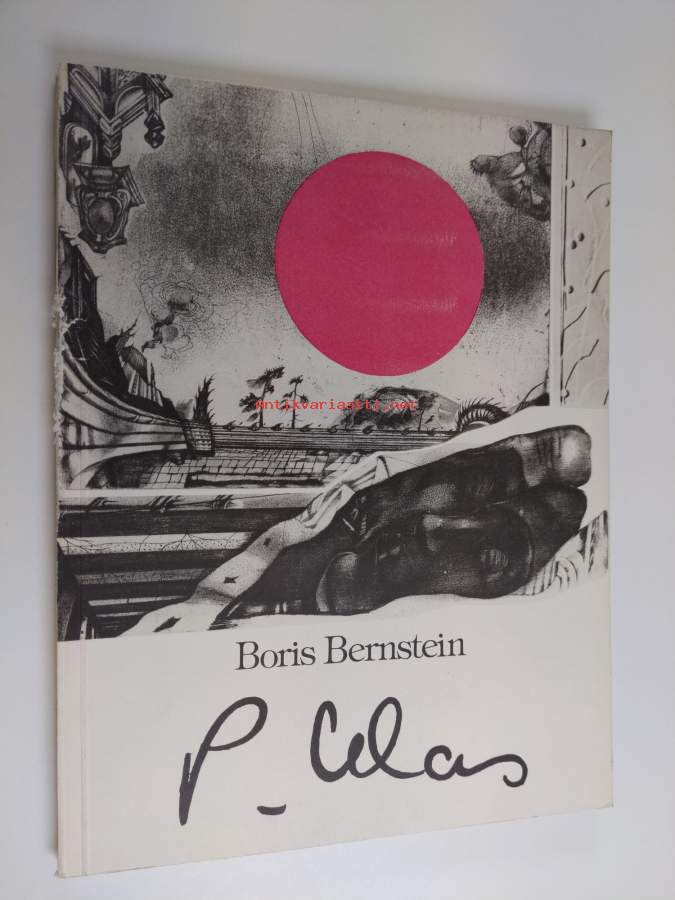 Antikvariaatti.net
Boris Bernstein
P. Ulas